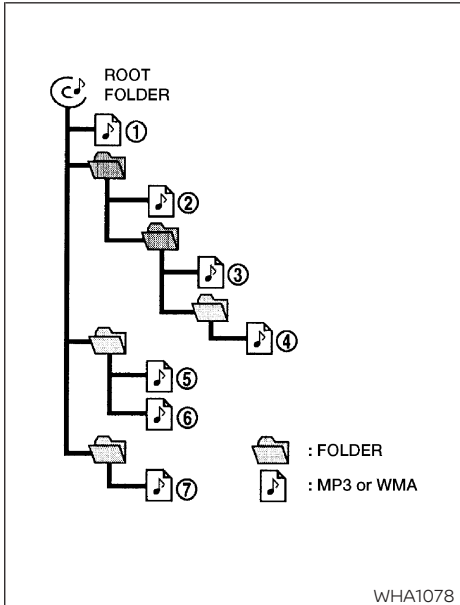 ROOT
FOLDER
①
②
③
④
⑤
⑥
⑦
: FOLDER
: MP3 or WMA
WHA1078